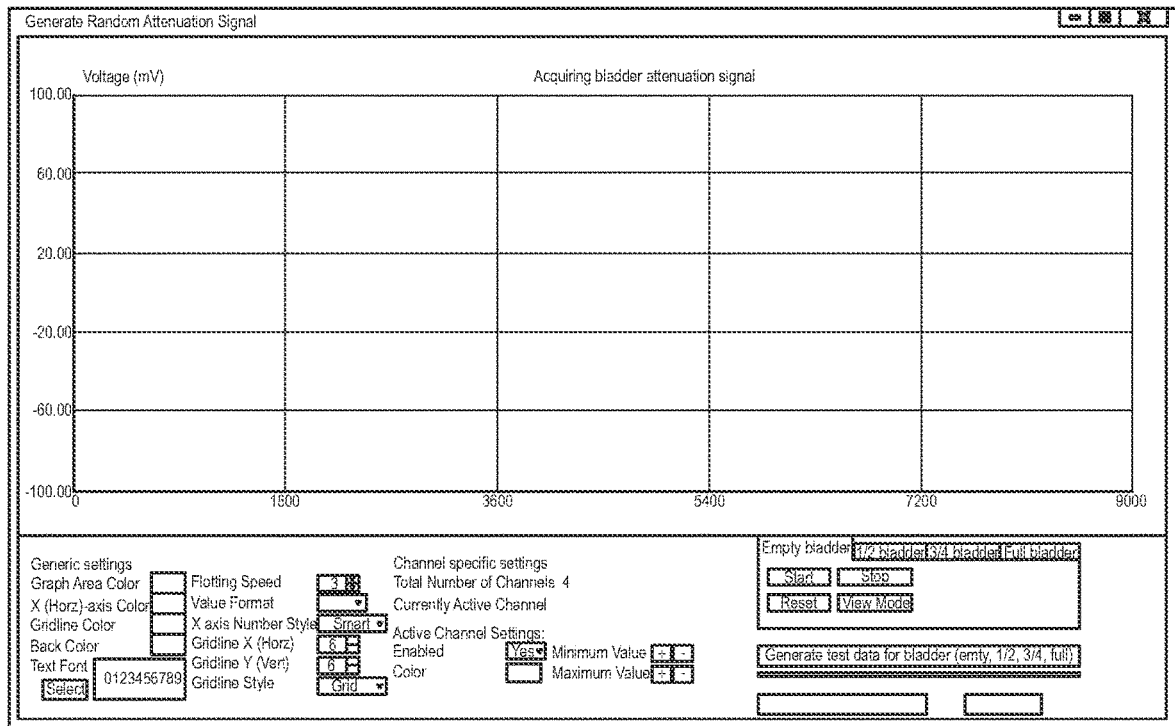 Generate Random Attenuation Signal
Voltage (mV)
Acquiring bladder attenuation signal
100.00
60.00
20.00
-20.00
-60.00
-100.00
0 1800 3600 5400 7200 9000
Generic settings
Graph Area Color
X (Horz)-axis Color
Gridline Color
Back Color
Text Font
Select
0123456789
Flotting Speed 3
Value Format
X axis Number Style Smart
Gridline X (Horz) 6
Gridline Y (Vert) 6
Gridline Style Grid
Channel specific settings
Total Number of Channels 4
Currently Active Channel
Active Channel Settings:
Enabled Yes Minimum Value + -
Color Maximum Value + -
Empty bladder 1/2 bladder 3/4 bladder Full bladder
Start Stop
Reset View Mode
Generate test data for bladder (emty, 1/2, 3/4, full)